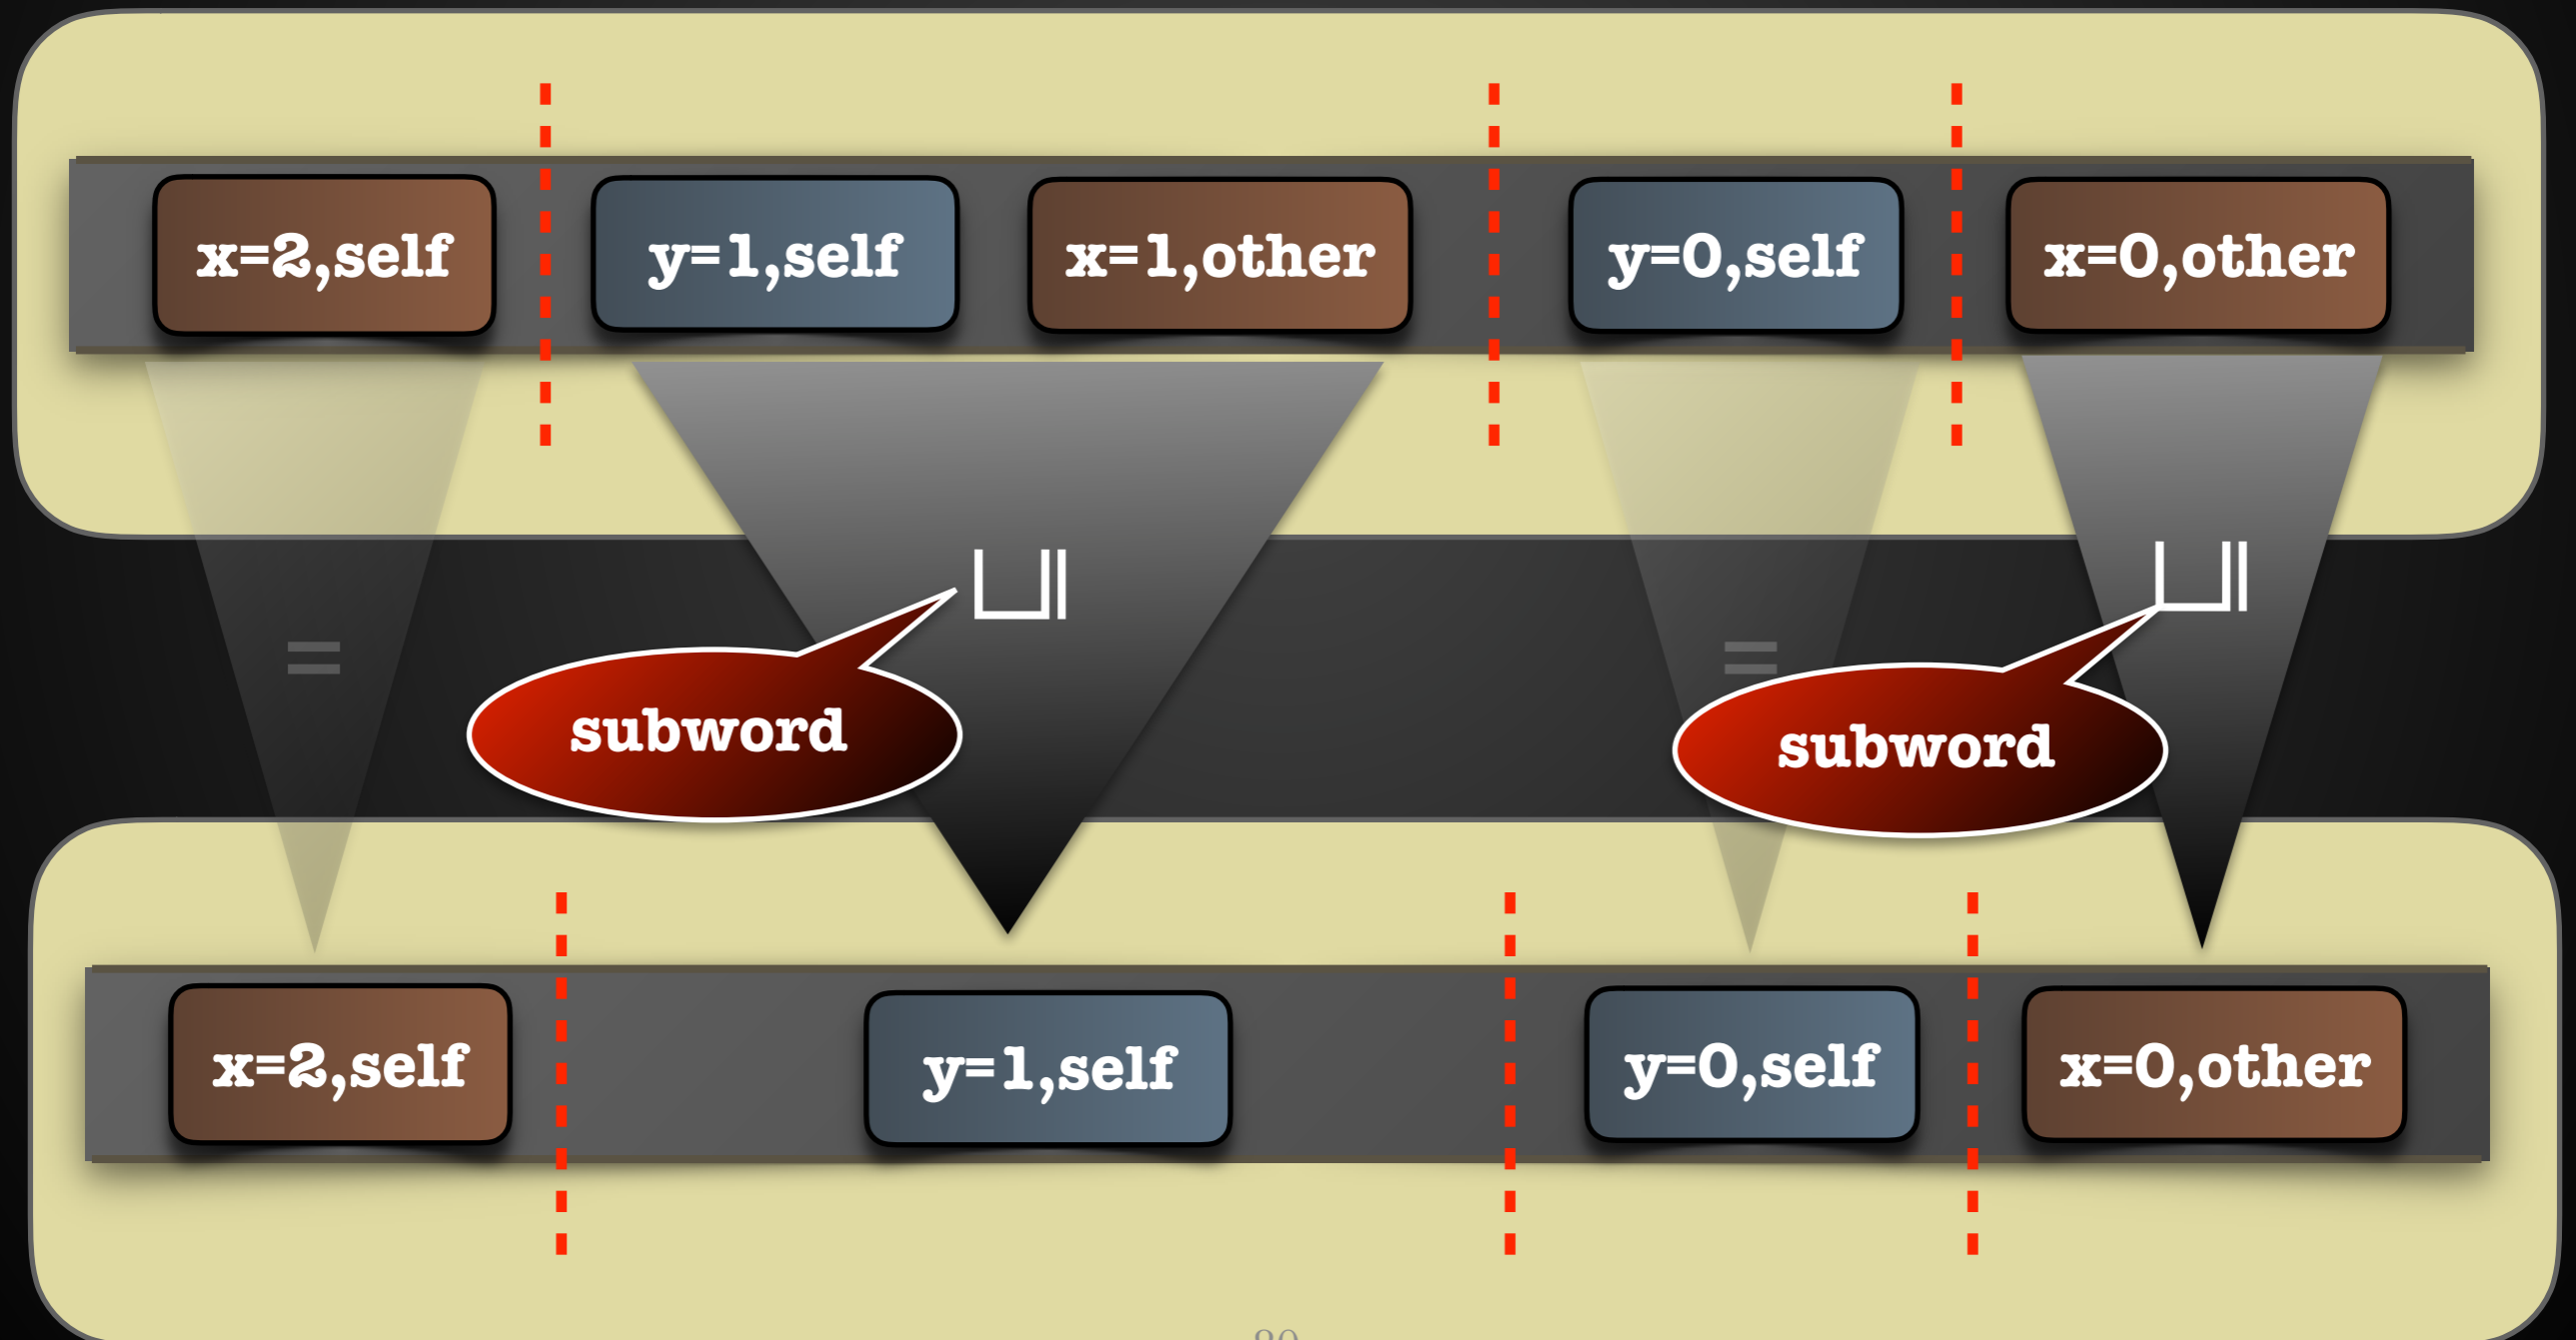 x=2,self y=1,self x=1,other y=0,self x=0,other
⊔|
⊔|
= =
subword subword
x=2,self y=1,self y=0,self x=0,other